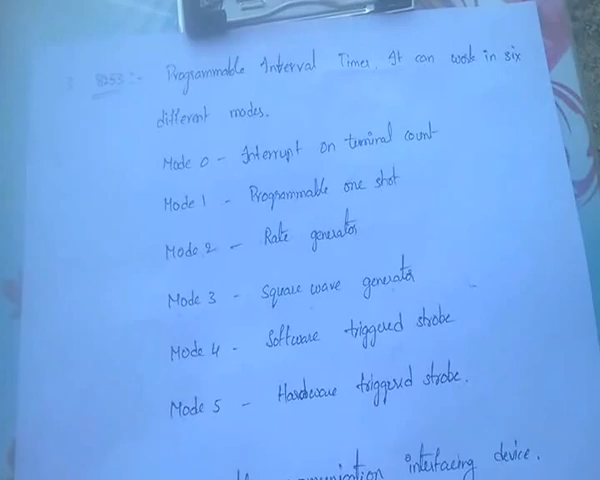 8253 :- Programmable Interval Timer. It can work in six
different modes.
Mode 0 - Interrupt on terminal count
Mode 1 - Programmable one shot
Mode 2 - Rate generator
Mode 3 - Square wave generator
Mode 4 - Software triggered strobe
Mode 5 - Hardware triggered strobe.
interfacing device.